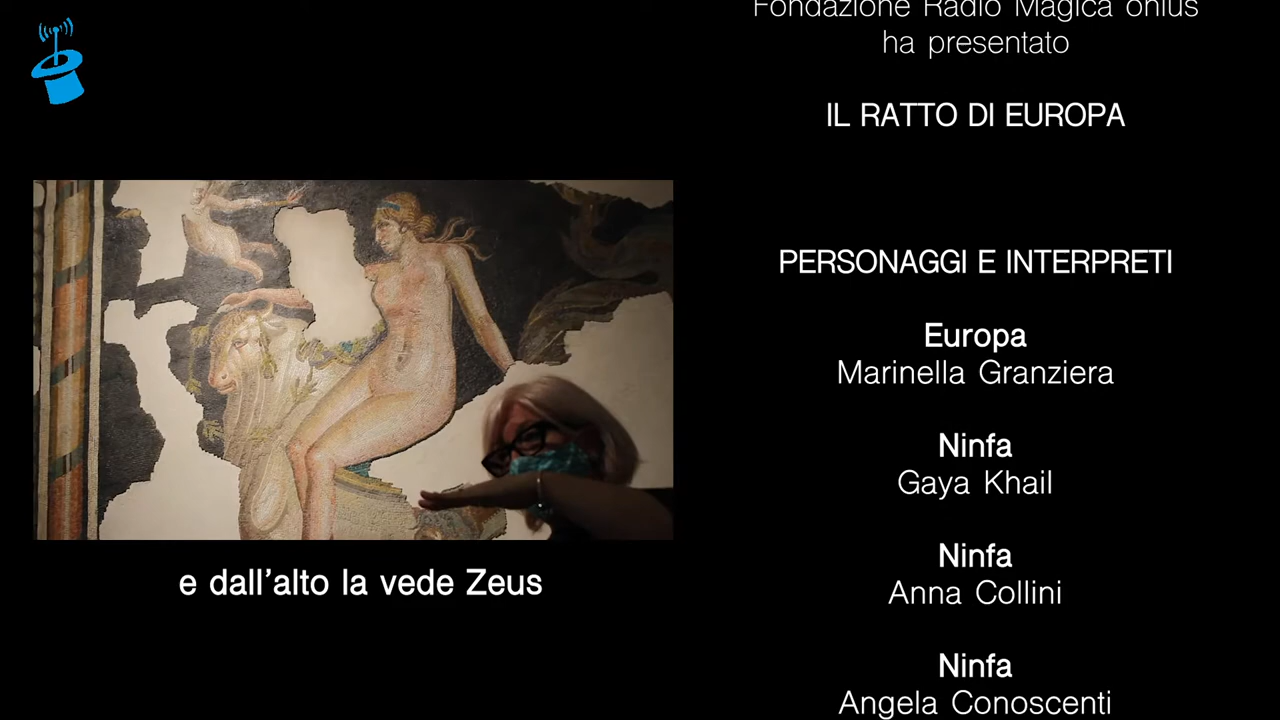 Fondazione Radio Magica onlus
ha presentato
IL RATTO DI EUROPA
PERSONAGGI E INTERPRETI
Europa
Marinella Granziera
Ninfa
Gaya Khail
Ninfa
Anna Collini
Ninfa
Angela Conoscenti
e dall'alto la vede Zeus